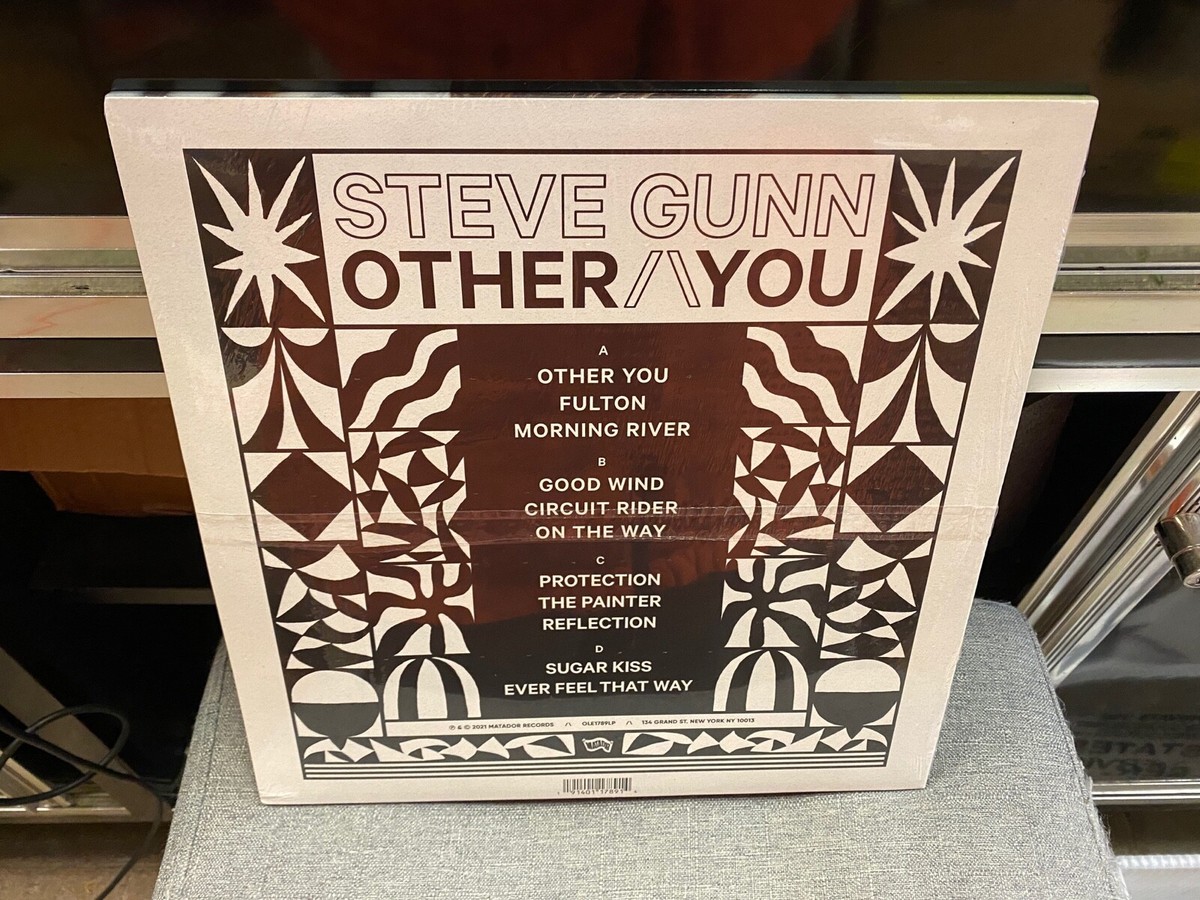 STEVE GUNN
OTHER /\ YOU
A
OTHER YOU
FULTON
MORNING RIVER
B
GOOD WIND
CIRCUIT RIDER
ON THE WAY
C
PROTECTION
THE PAINTER
REFLECTION
D
SUGAR KISS
EVER FEEL THAT WAY
℗ & © 2021 MATADOR RECORDS /\ OLE1789LP /\ 134 GRAND ST. NEW YORK NY 10013
MATADOR